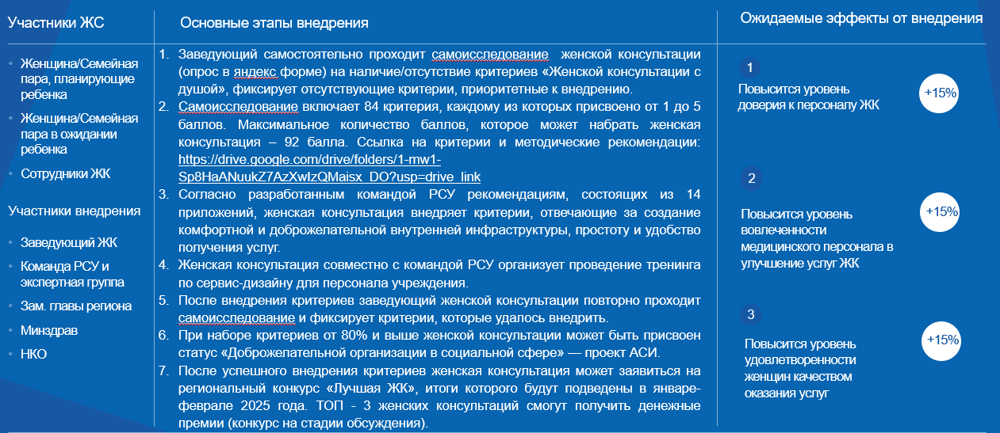 Участники ЖС
Женщина/Семейная
пара, планирующие
ребенка
Женщина/Семейная
пара в ожидании
ребенка
Сотрудники ЖК
Участники внедрения
Заведующий ЖК
Команда РСУ и
экспертная группа
Зам. главы региона
Минздрав
НКО
Основные этапы внедрения
1. Заведующий самостоятельно проходит самоисследование женской консультации
(опрос в яндекс форме) на наличие/отсутствие критериев «Женской консультации с
душой», фиксирует отсутствующие критерии, приоритетные к внедрению.
2. Самоисследование включает 84 критерия, каждому из которых присвоено от 1 до 5
баллов. Максимальное количество баллов, которое может набрать женская
консультация – 92 балла. Ссылка на критерии и методические рекомендации:
https://drive.google.com/drive/folders/1-mw1-
Sp8HaANuukZ7AzXwIzQMaisx_DO?usp=drive_link
3. Согласно разработанным командой РСУ рекомендациям, состоящих из 14
приложений, женская консультация внедряет критерии, отвечающие за создание
комфортной и доброжелательной внутренней инфраструктуры, простоту и удобство
получения услуг.
4. Женская консультация совместно с командой РСУ организует проведение тренинга
по сервис-дизайну для персонала учреждения.
5. После внедрения критериев заведующий женской консультации повторно проходит
самоисследование и фиксирует критерии, которые удалось внедрить.
6. При наборе критериев от 80% и выше женской консультации может быть присвоен
статус «Доброжелательной организации в социальной сфере» — проект АСИ.
7. После успешного внедрения критериев женская консультация может заявиться на
региональный конкурс «Лучшая ЖК», итоги которого будут подведены в январе-
феврале 2025 года. ТОП - 3 женских консультаций смогут получить денежные
премии (конкурс на стадии обсуждения).
Ожидаемые эффекты от внедрения
1
Повысится уровень
доверия к персоналу ЖК
+15%
2
Повысится уровень
вовлеченности
медицинского персонала в
улучшение услуг ЖК
+15%
3
Повысится уровень
удовлетворенности
женщин качеством
оказания услуг
+15%